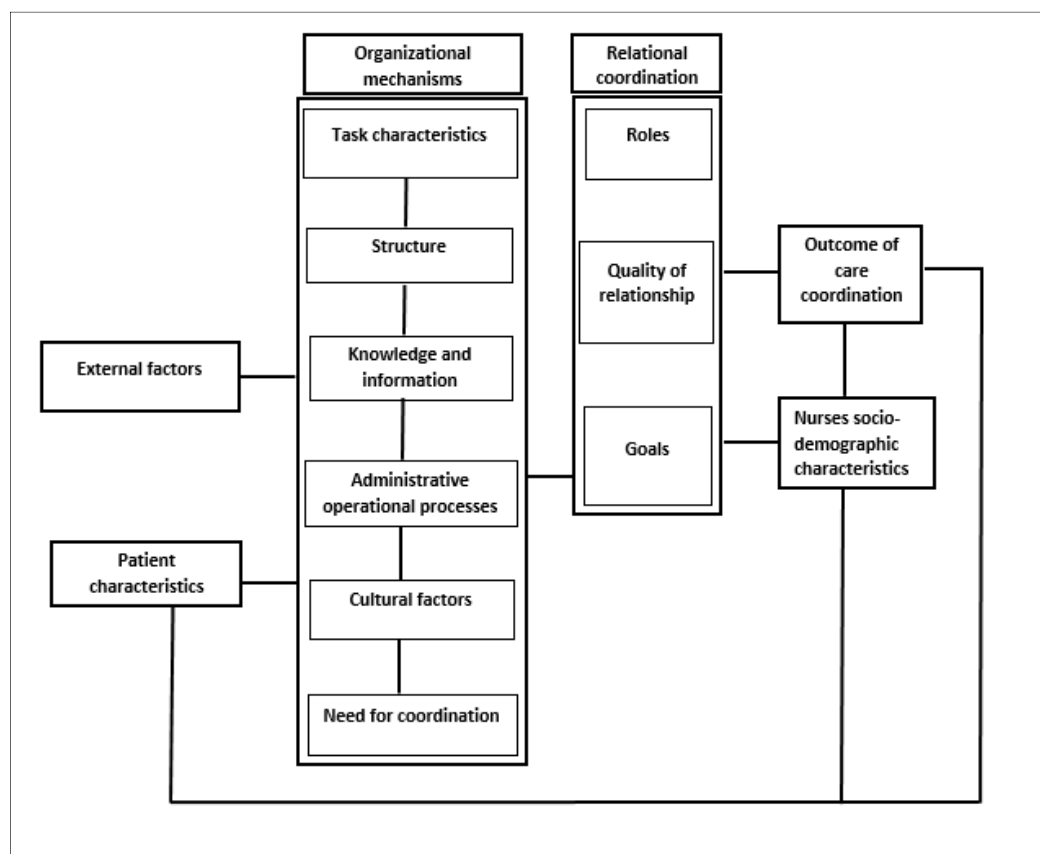 Organizational
mechanisms
Relational
coordination
Task characteristics
Structure
Knowledge and
information
Administrative
operational processes
Cultural factors
Need for coordination
Roles
Quality of
relationship
Goals
External factors
Patient
characteristics
Outcome of
care
coordination
Nurses socio-
demographic
characteristics